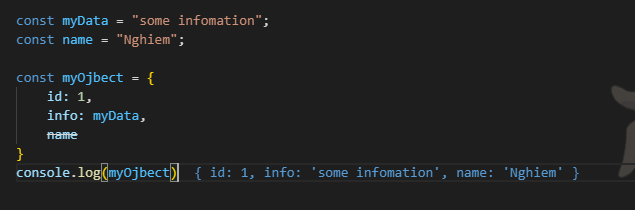 const myData = "some infomation";
const name = "Nghiem";
const myOjbect = {
id: 1,
info: myData,
name
}
console.log(myOjbect) { id: 1, info: 'some infomation', name: 'Nghiem' }